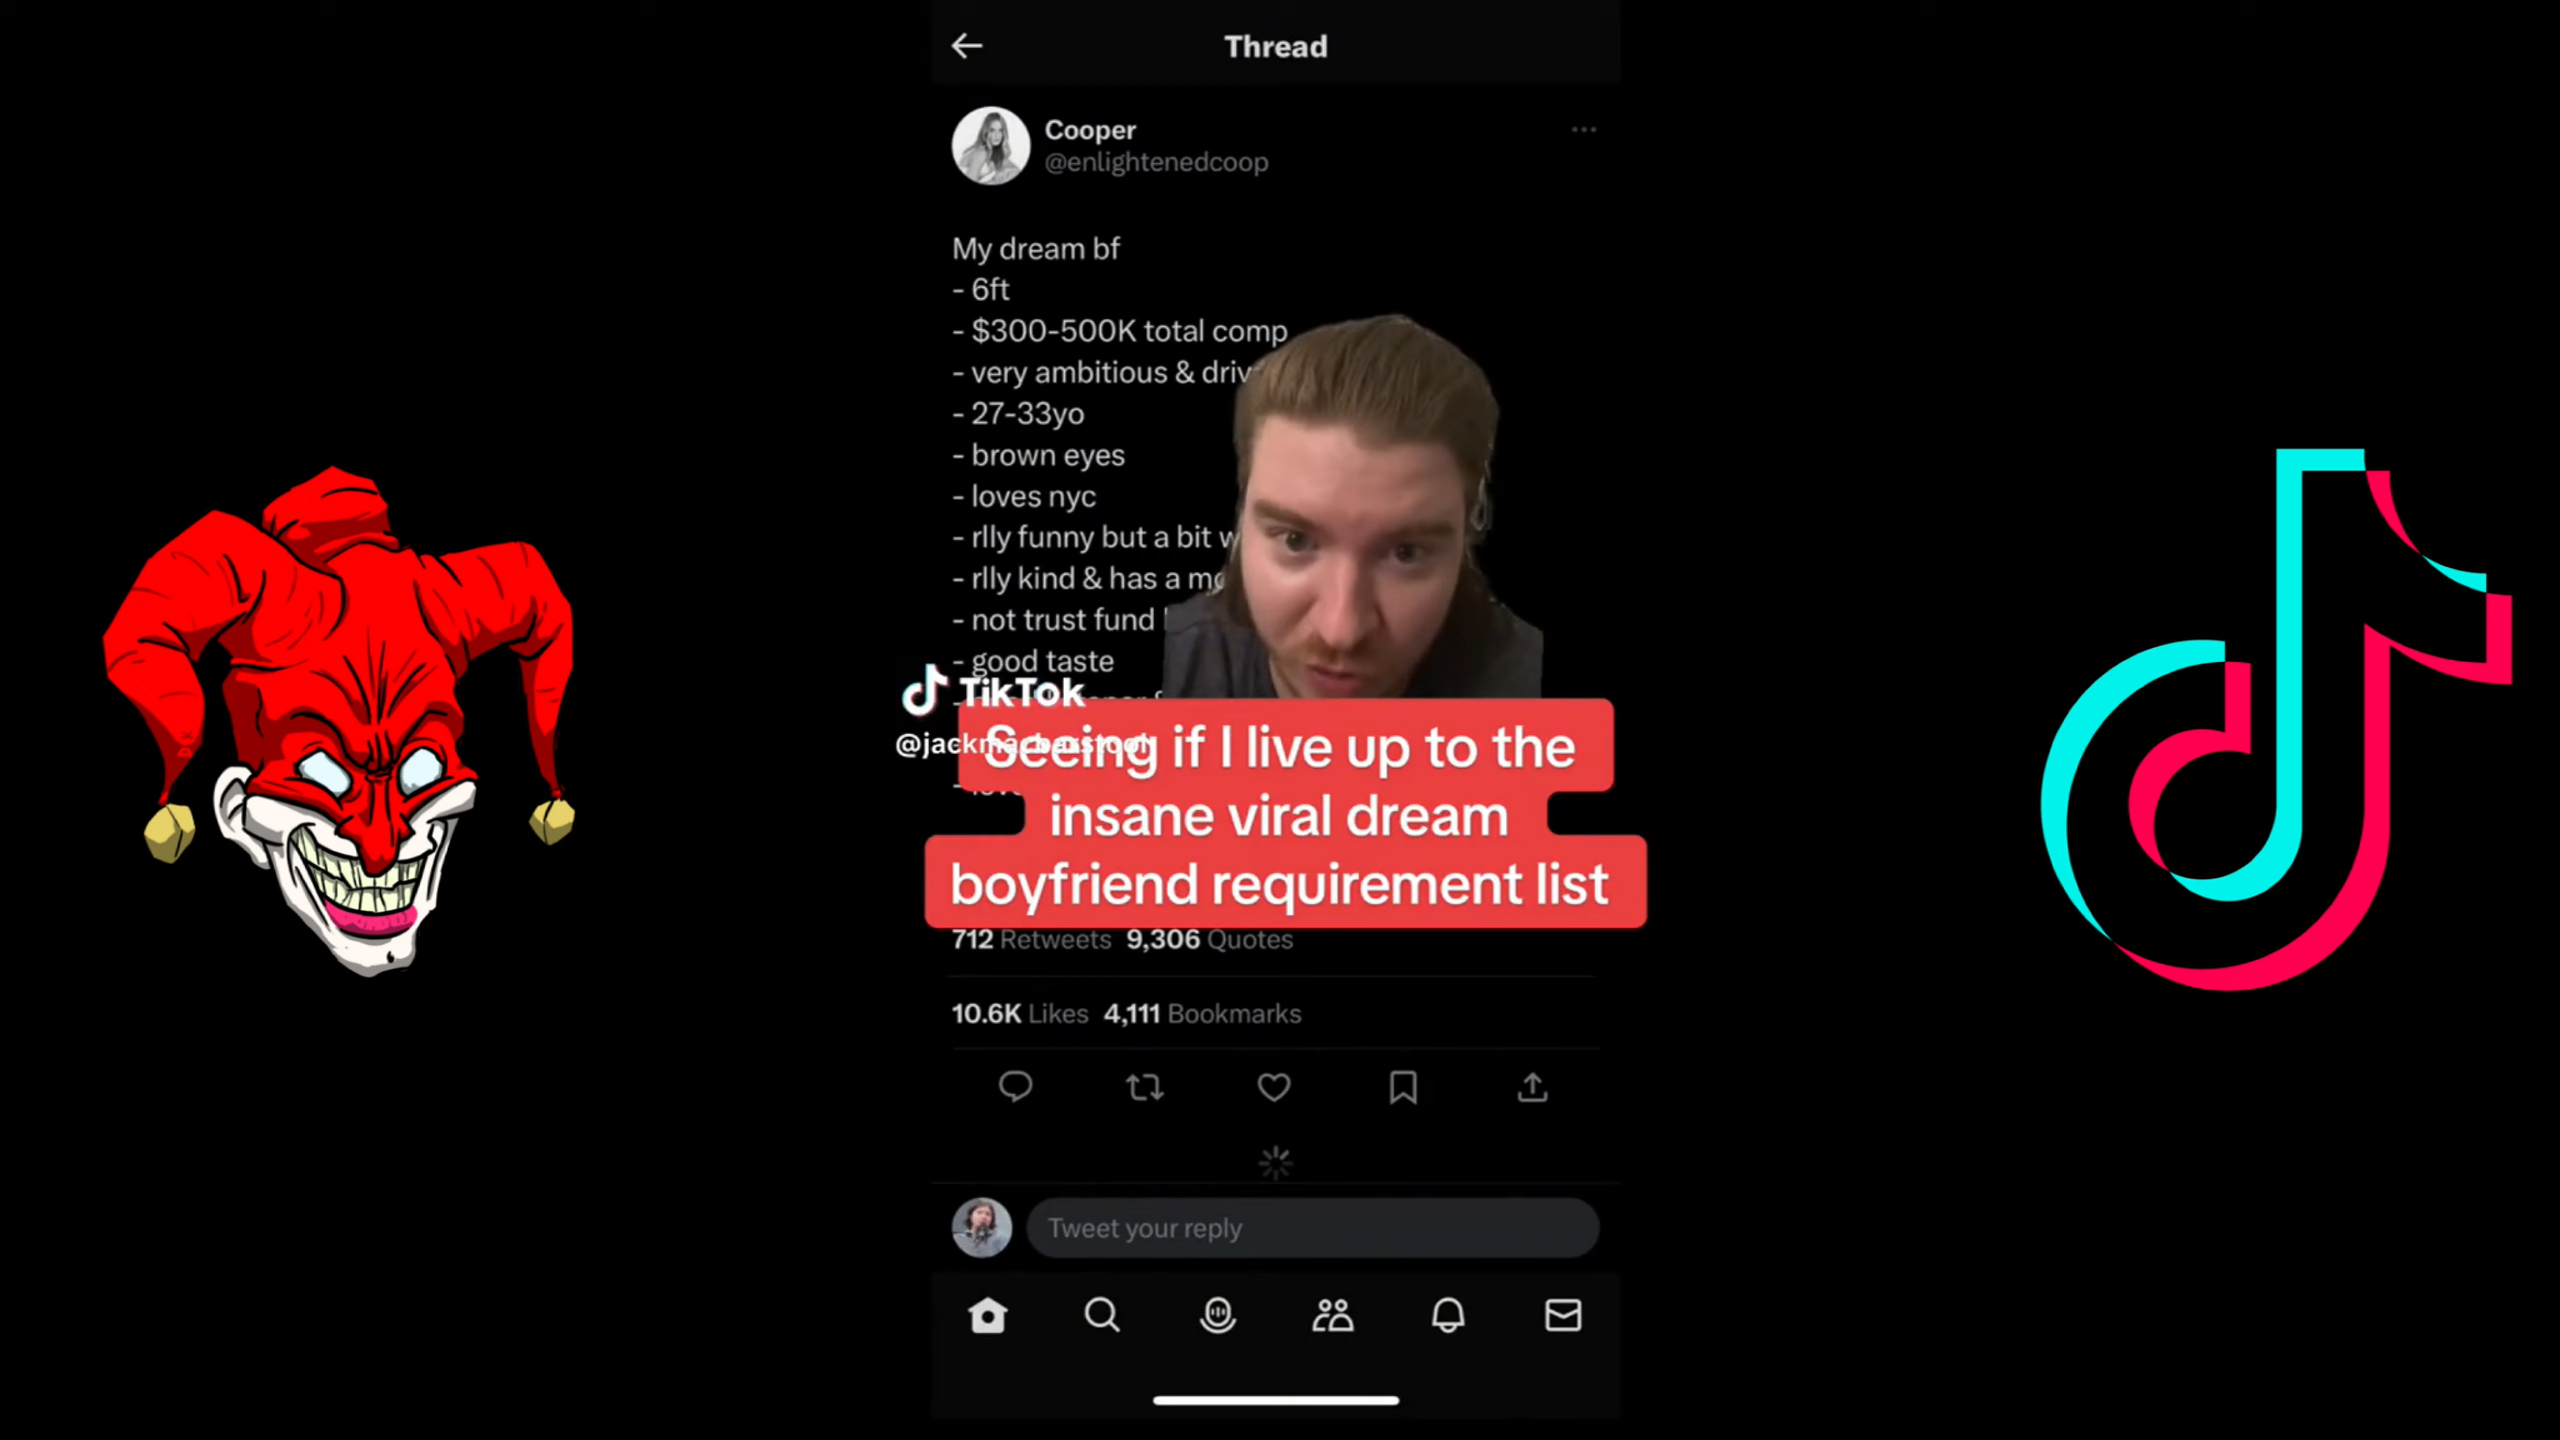 Thread
Cooper
@enlightenedcoop
My dream bf
- 6ft
- $300-500K total comp
- very ambitious &
- 27-33yo
- brown eyes
- loves nyc
- rlly funny but a bit
- rlly kind & has a
- not trust fund
- good taste
TikTok
Seeing if I live up to the
insane viral dream
boyfriend requirement list
712 Retweets 9,306 Quotes
10.6K Likes 4,111 Bookmarks
Tweet your reply